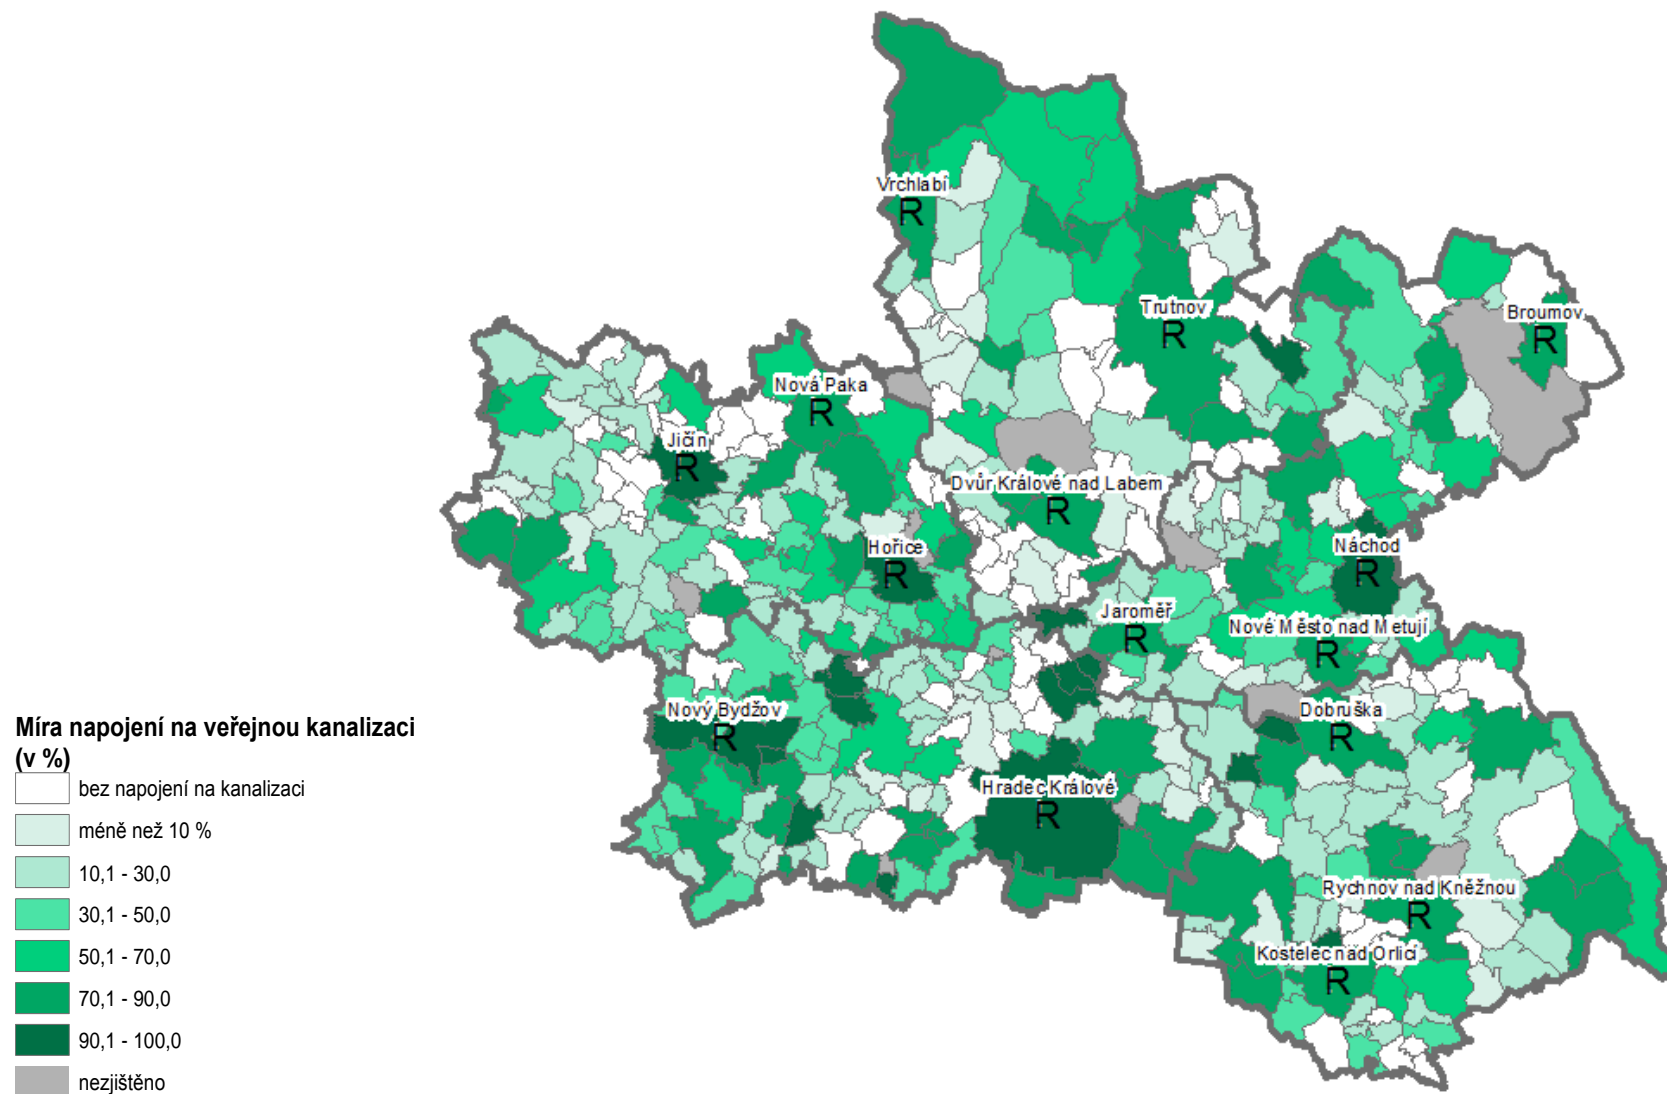 Vrchlabí
R
Trutnov
R
Broumov
R
Nová Paka
R
Jičín
R
Dvůr Králové nad Labem
R
Hořice
R
Náchod
R
Jaroměř
R
Nové Město nad Metují
R
Nový Bydžov
R
Dobruška
R
Hradec Králové
R
Rychnov nad Kněžnou
R
Kostelec nad Orlicí
R
Míra napojení na veřejnou kanalizaci
(v %)
bez napojení na kanalizaci
méně než 10 %
10,1 - 30,0
30,1 - 50,0
50,1 - 70,0
70,1 - 90,0
90,1 - 100,0
nezjištěno